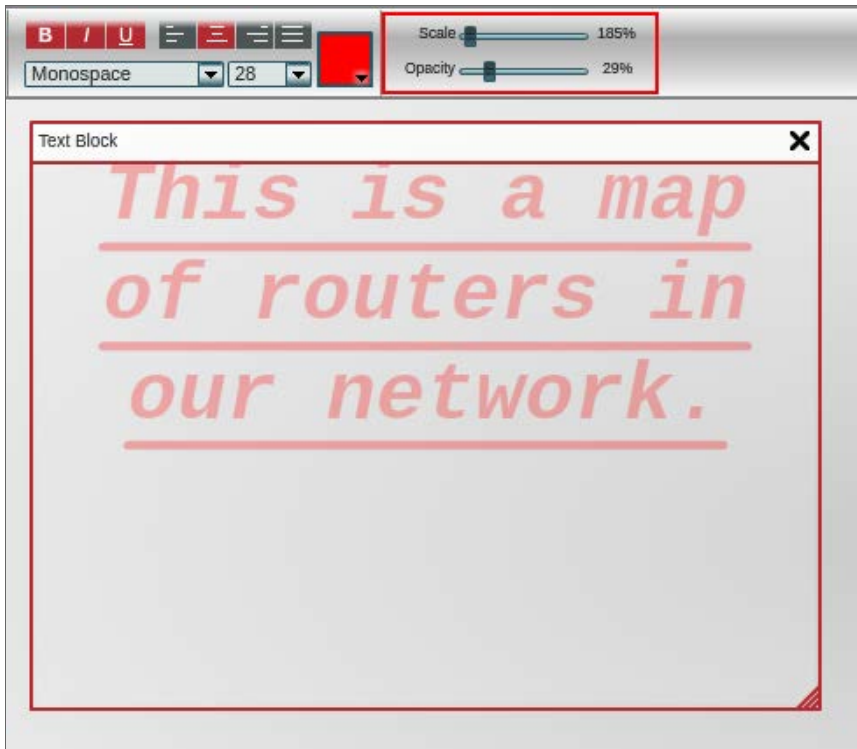 B I U
Scale 185%
Monospace 28
Opacity 29%
Text Block
This is a map
of routers in
our network.